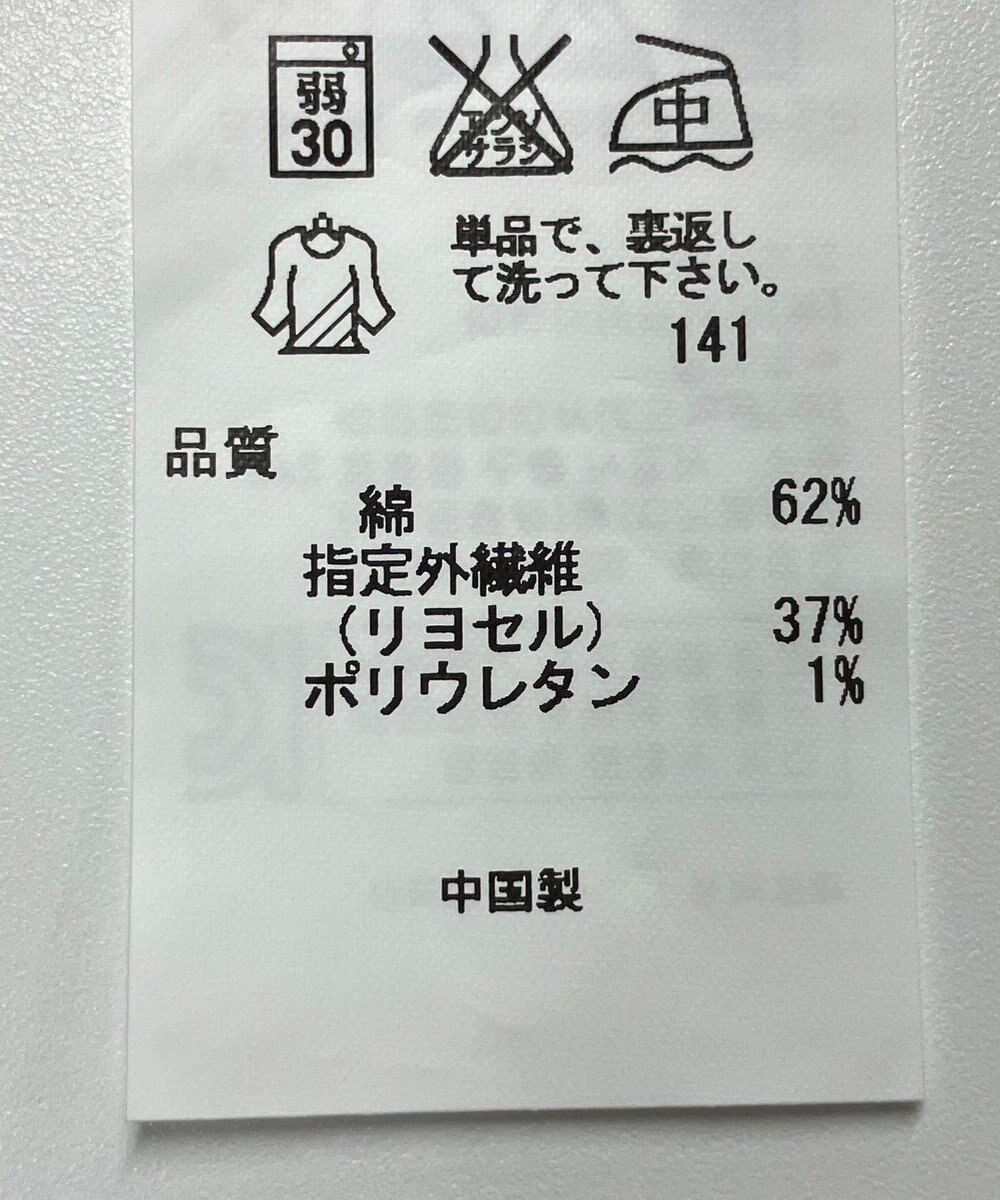 弱
30
エンソ
サラシ
中
単品で、裏返し
て洗って下さい。
141
品質
綿 62%
指定外繊維
(リヨセル) 37%
ポリウレタン 1%
中国製